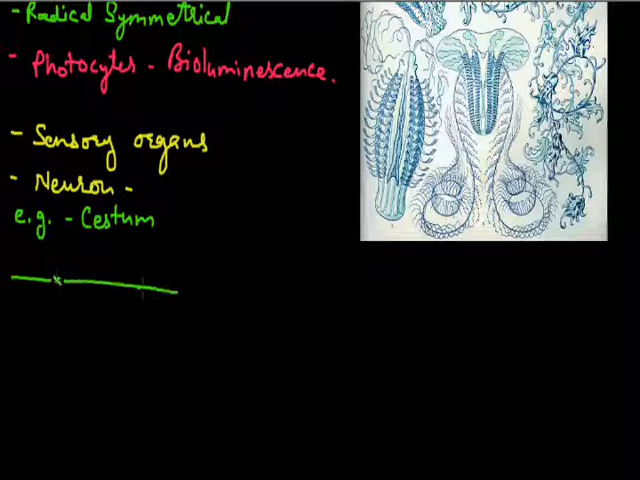 - Radical Symmetrical
- Photocytes - Bioluminescence.
- Sensory organs
- Neuron -
e.g. - Cestum